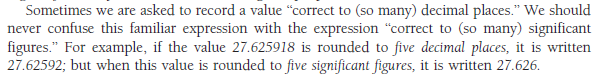 Sometimes we are asked to record a value “correct to (so many) decimal places.” We should
never confuse this familiar expression with the expression “correct to (so many) significant
figures.” For example, if the value 27.625918 is rounded to five decimal places, it is written
27.62592; but when this value is rounded to five significant figures, it is written 27.626.